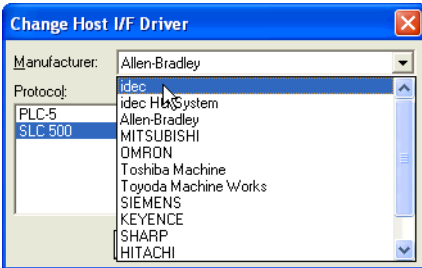 Change Host I/F Driver
Manufacturer: Allen-Bradley
Protocol:
PLC-5
SLC 500
idec
idec System
Allen-Bradley
MITSUBISHI
OMRON
Toshiba Machine
Toyoda Machine Works
SIEMENS
KEYENCE
SHARP
HITACHI